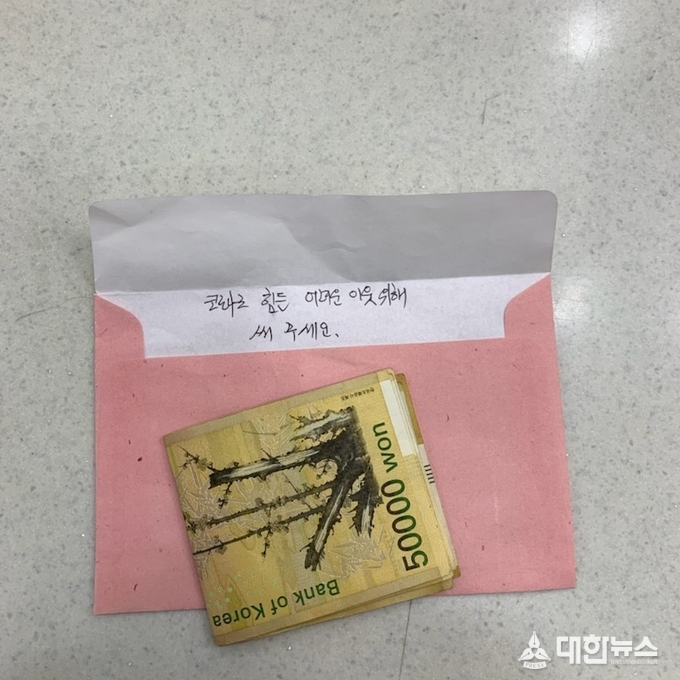 코로나로 힘든 어려운 이웃 위해
써 주세요.
50000 won
Bank of Korea
대한뉴스
PRESS